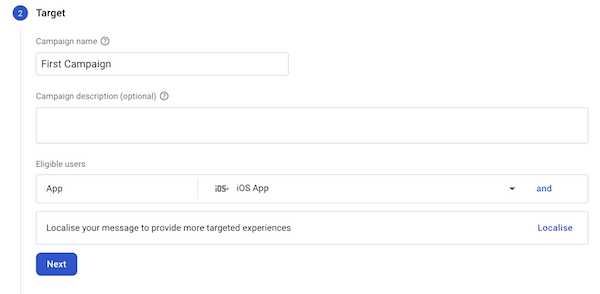 2 Target
Campaign name ?
First Campaign
Campaign description (optional) ?
Eligible users
App iOS+ iOS App and
Localise your message to provide more targeted experiences Localise
Next